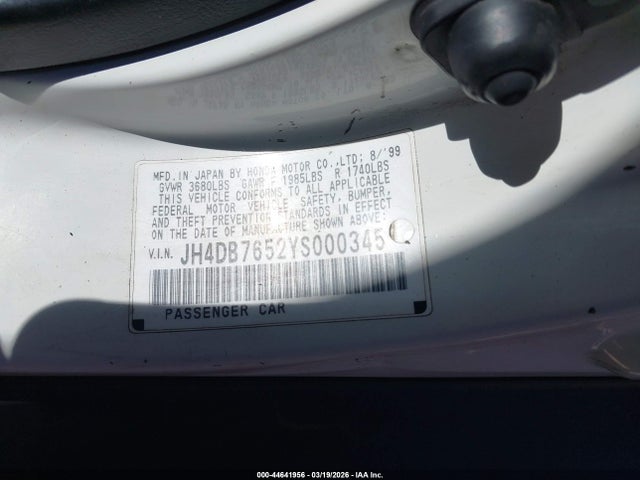 MFD.IN JAPAN BY HONDA MOTOR CO.,LTD; 8/'99
GVWR 3680LBS GAWR F 1985LBS R 1740LBS
THIS VEHICLE CONFORMS TO ALL APPLICABLE
FEDERAL MOTOR VEHICLE SAFETY, BUMPER,
AND THEFT PREVENTION STANDARDS IN EFFECT
ON THE DATE OF MANUFACTURE SHOWN ABOVE.
V.I.N. JH4DB7652YS000345
PASSENGER CAR
000-44641956 - 03/19/2026 - IAA Inc.